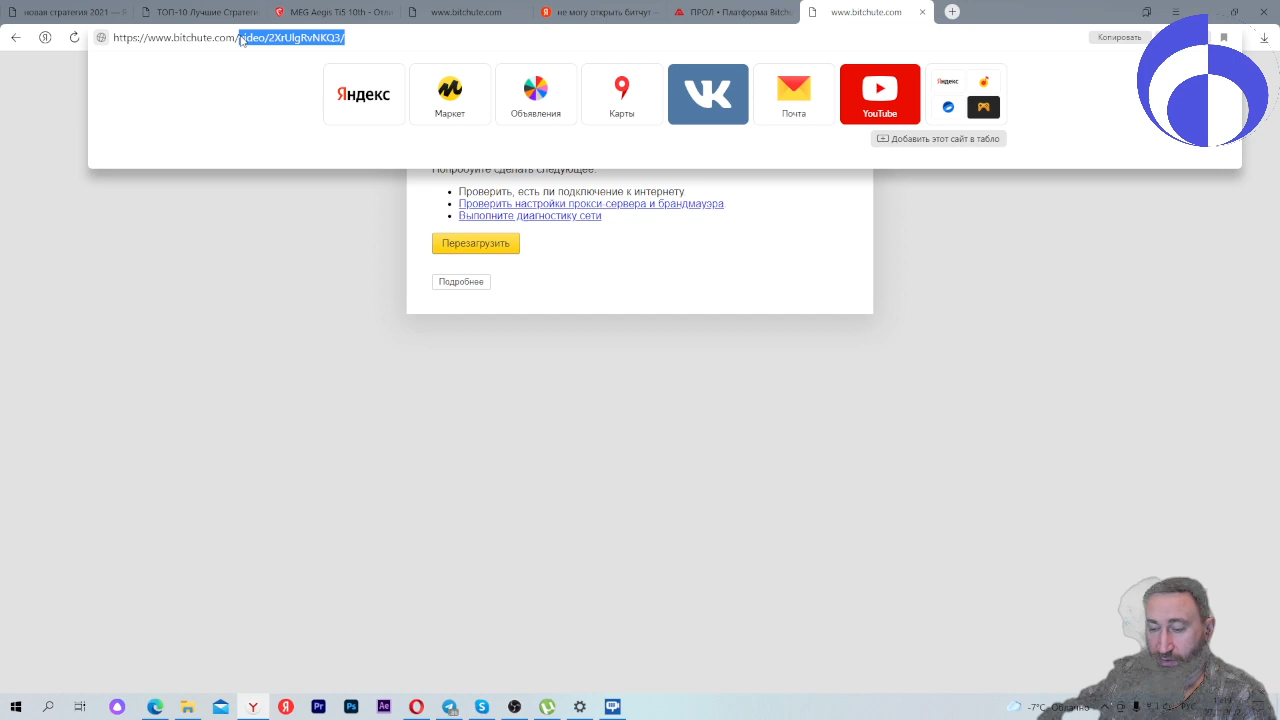 новая стратегия 2021 — Я
ТОП-10 Лучшие Стратеги
MEG Aegis Ti5 10th - Отли
www.bitchute.com
Я не могу открыть битчут
ПРОЛ • Платформа Bitchu
www.bitchute.com
https://www.bitchute.com/video/2XrUlgRvNKQ3/
Копировать
Яндекс
Маркет
Объявления
Карты
Почта
YouTube
Яндекс
Добавить этот сайт в табло
Попробуйте сделать следующее:
Проверить, есть ли подключение к интернету
Проверить настройки прокси-сервера и брандмауэра
Выполните диагностику сети
Перезагрузить
Подробнее
-7°C Облачно